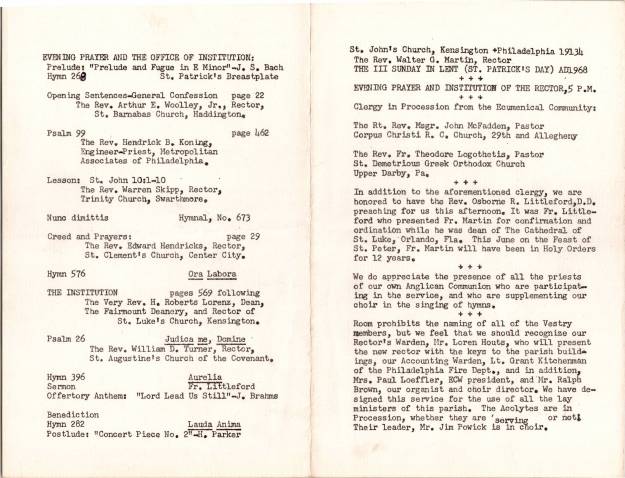 EVENING PRAYER AND THE OFFICE OF INSTITUTION:
Prelude: "Prelude and Fugue in E Minor"-J. S. Bach
Hymn 268 St. Patrick's Breastplate
Opening Sentences-General Confession page 22
The Rev. Arthur E. Woolley, Jr., Rector,
St. Barnabas Church, Haddington.
Psalm 99 page 462
The Rev. Hendrick B. Koning,
Engineer-Priest, Metropolitan
Associates of Philadelphia.
Lesson: St. John 10:1-10
The Rev. Warren Skipp, Rector,
Trinity Church, Swarthmore.
Nunc dimittis Hymnal, No. 673
Creed and Prayers: page 29
The Rev. Edward Hendricks, Rector,
St. Clement's Church, Center City.
Hymn 576 Ora Labora
THE INSTITUTION pages 569 following
The Very Rev. H. Roberts Lorenz, Dean,
The Fairmount Deanery, and Rector of
St. Luke's Church, Kensington.
Psalm 26 Judica me, Domine
The Rev. William D. Turner, Rector,
St. Augustine's Church of the Covenant.
Hymn 396 Aurelia
Sermon Fr. Littleford
Offertory Anthem: "Lord Lead Us Still"-J. Brahms
Benediction
Hymn 282 Lauda Anima
Postlude: "Concert Piece No. 2"-H. Parker
St. John's Church, Kensington +Philadelphia 19134
The Rev. Walter G. Martin, Rector
THE III SUNDAY IN LENT (ST. PATRICK'S DAY) AD1968
+ + +
EVENING PRAYER AND INSTITUTION OF THE RECTOR,5 P.M.
+ + +
Clergy in Procession from the Ecumenical Community:
The Rt. Rev. Msgr. John McFadden, Pastor
Corpus Christi R. C. Church, 29th and Allegheny
The Rev. Fr. Theodore Logothetis, Pastor
St. Demetrious Greek Orthodox Church
Upper Darby, Pa.
+ + +
In addition to the aforementioned clergy, we are
honored to have the Rev. Osborne R. Littleford,D.D.
preaching for us this afternoon. It was Fr. Little-
ford who presented Fr. Martin for confirmation and
ordination while he was dean of The Cathedral of
St. Luke, Orlando, Fla. This June on the Feast of
St. Peter, Fr. Martin will have been in Holy Orders
for 12 years.
+ + +
We do appreciate the presence of all the priests
of our own Anglican Communion who are participat-
ing in the service, and who are supplementing our
choir in the singing of hymns.
+ + +
Room prohibits the naming of all of the Vestry
members, but we feel that we should recognize our
Rector's Warden, Mr. Loren Houts, who will present
the new rector with the keys to the parish build-
ings, our Accounting Warden, Lt. Grant Kitchenman
of the Philadelphia Fire Dept., and in addition,
Mrs. Paul Loeffler, ECW president, and Mr. Ralph
Brown, our organist and choir director. We have de-
signed this service for the use of all the lay
ministers of this parish. The Acolytes are in
Procession, whether they are 'serving or not!
Their leader, Mr. Jim Powick is in choir.